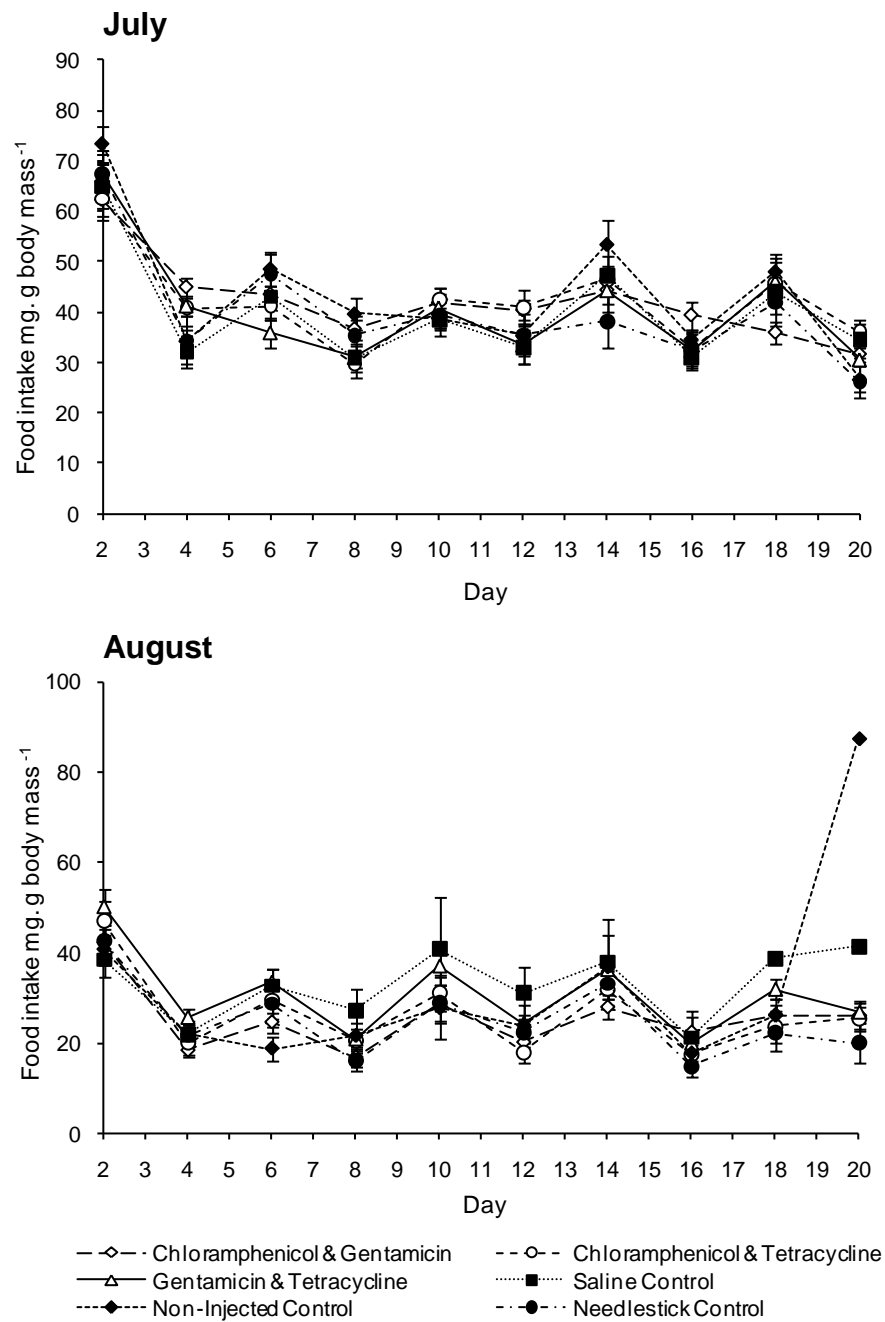 July
Food intake mg. g body mass-1
90
80
70
60
50
40
30
20
10
0
2 3 4 5 6 7 8 9 10 11 12 13 14 15 16 17 18 19 20
Day
August
Food intake mg. g body mass-1
100
80
60
40
20
0
2 3 4 5 6 7 8 9 10 11 12 13 14 15 16 17 18 19 20
Day
Chloramphenicol & Gentamicin
Chloramphenicol & Tetracycline
Gentamicin & Tetracycline
Saline Control
Non-Injected Control
Needlestick Control